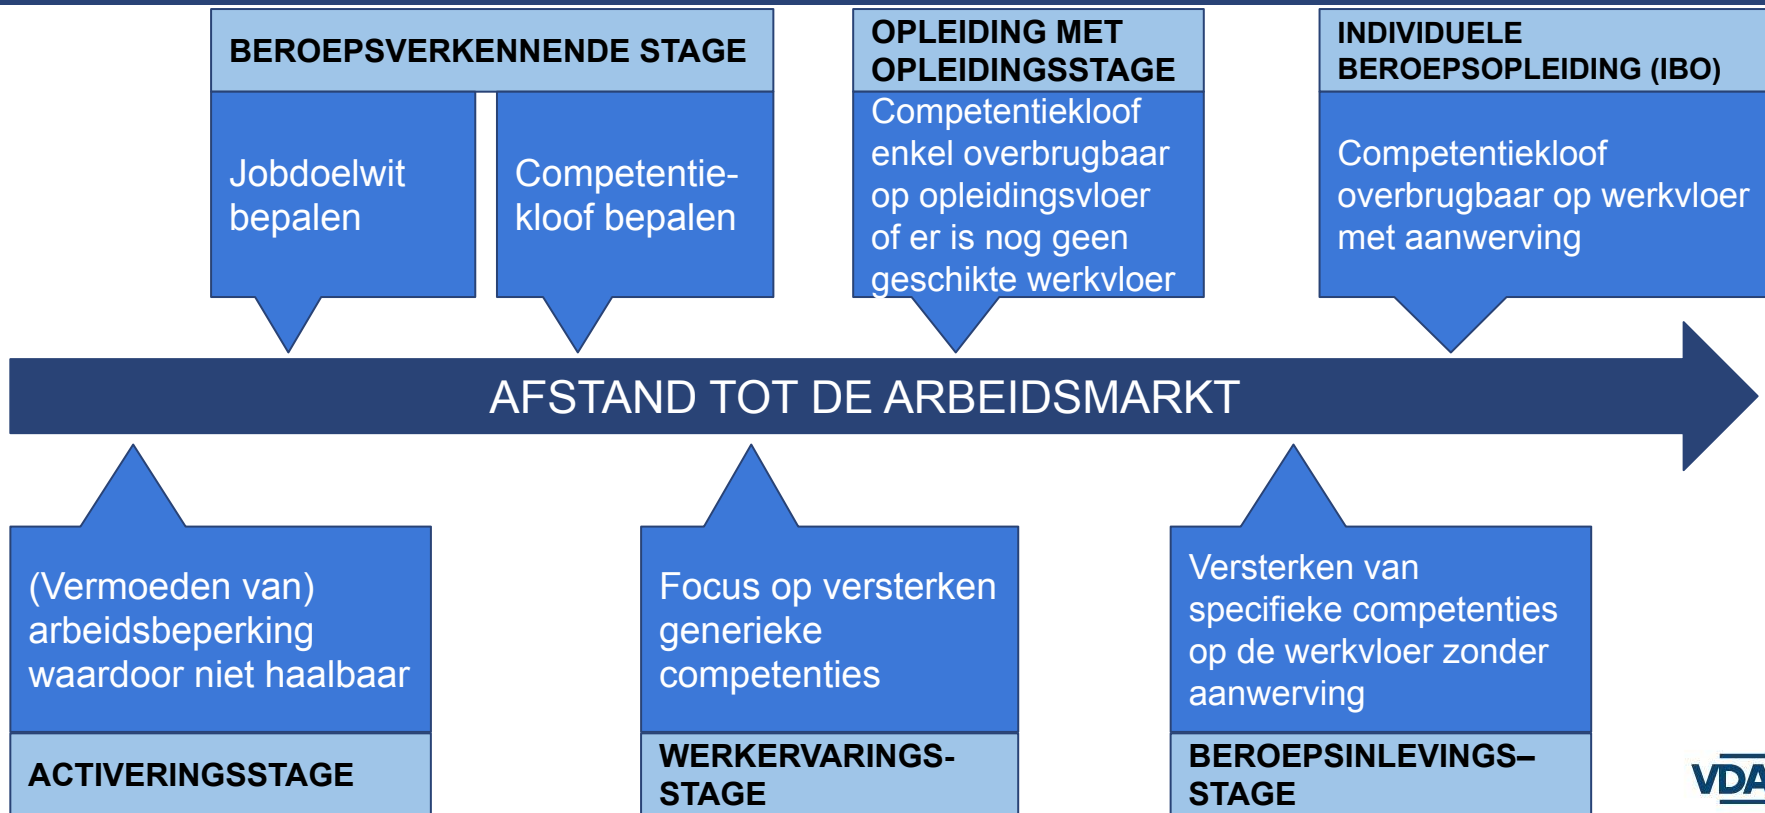 BEROEPSVERKENNENDE STAGE
Jobdoelwit
bepalen
Competentie-
kloof bepalen
OPLEIDING MET
OPLEIDINGSSTAGE
Competentiekloof
enkel overbrugbaar
op opleidingsvloer
of er is nog geen
geschikte werkvloer
INDIVIDUELE
BEROEPSOPLEIDING (IBO)
Competentiekloof
overbrugbaar op werkvloer
met aanwerving
AFSTAND TOT DE ARBEIDSMARKT
(Vermoeden van)
arbeidsbeperking
waardoor niet haalbaar
ACTIVERINGSSTAGE
Focus op versterken
generieke
competenties
WERKERVARINGS-
STAGE
Versterken van
specifieke competenties
op de werkvloer zonder
aanwerving
BEROEPSINLEVINGS–
STAGE
VDA